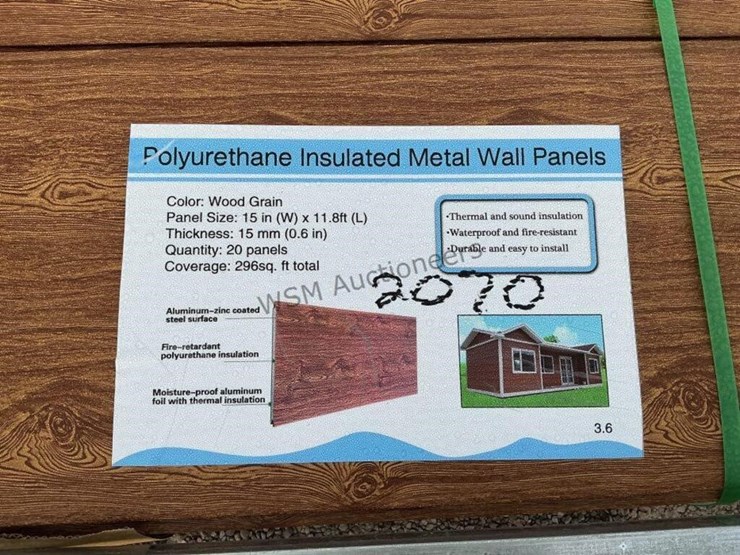 Polyurethane Insulated Metal Wall Panels
Color: Wood Grain
Panel Size: 15 in (W) x 11.8ft (L)
Thickness: 15 mm (0.6 in)
Quantity: 20 panels
Coverage: 296sq. ft total
•Thermal and sound insulation
•Waterproof and fire-resistant
•Durable and easy to install
WSM Auctioneers
2070
Aluminum-zinc coated
steel surface
Fire-retardant
polyurethane insulation
Moisture-proof aluminum
foil with thermal insulation
3.6